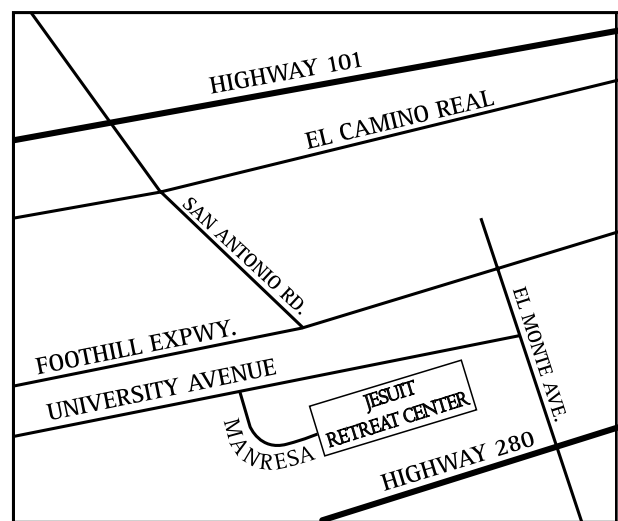 HIGHWAY 101
EL CAMINO REAL
SAN ANTONIO RD.
FOOTHILL EXPWY.
EL MONTE AVE.
UNIVERSITY AVENUE
JESUIT
RETREAT CENTER
MANRESA
HIGHWAY 280